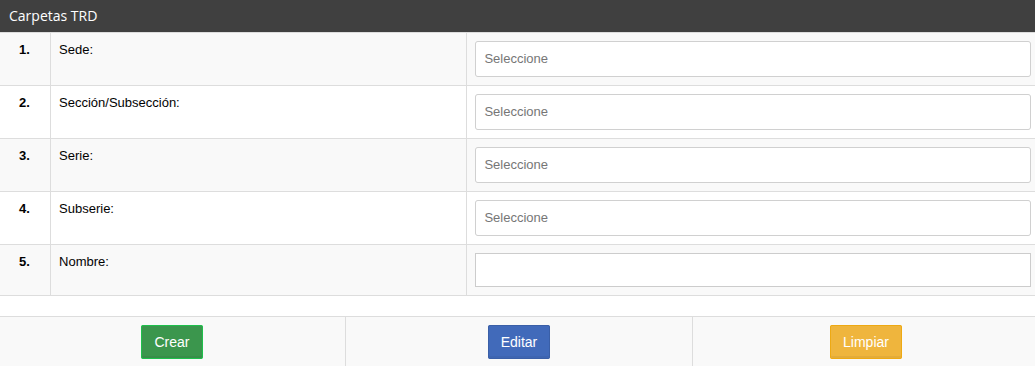 Carpetas TRD
1. Sede: Seleccione
2. Sección/Subsección: Seleccione
3. Serie: Seleccione
4. Subserie: Seleccione
5. Nombre:
Crear Editar Limpiar